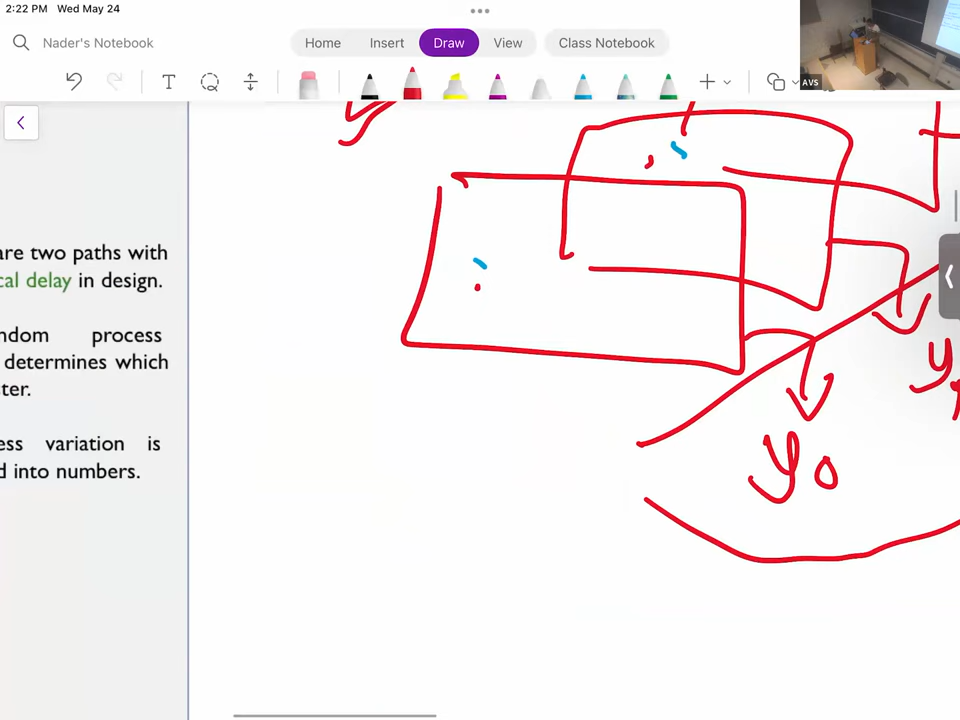 2:22 PM Wed May 24
Nader's Notebook
Home Insert Draw View Class Notebook
T
AVS
are two paths with
cal delay in design.
ndom process
determines which
ter.
ess variation is
d into numbers.
y
y0